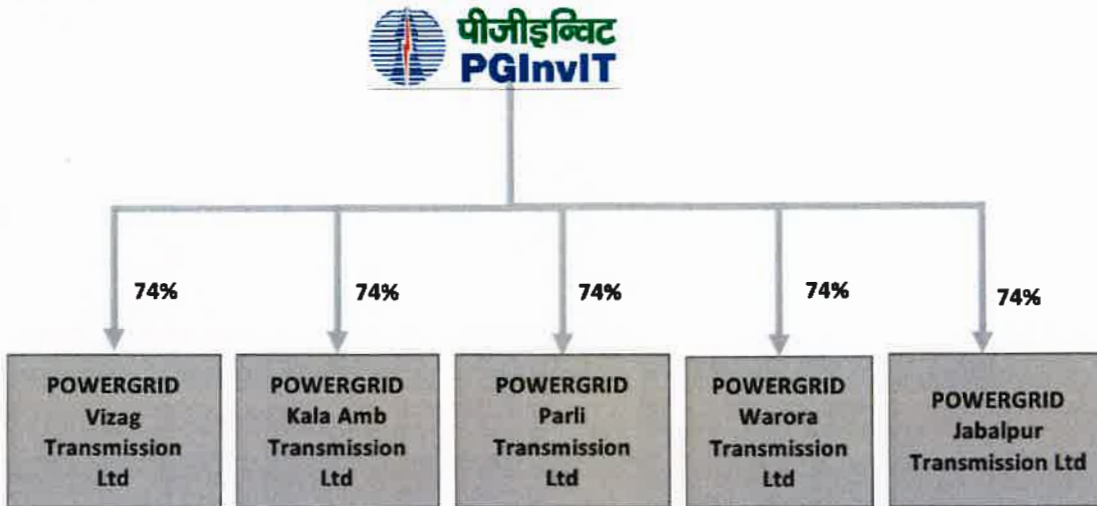 पीजीइन्विट
PGInvIT
74%
74%
74%
74%
74%
POWERGRID
Vizag
Transmission
Ltd
POWERGRID
Kala Amb
Transmission
Ltd
POWERGRID
Parli
Transmission
Ltd
POWERGRID
Warora
Transmission
Ltd
POWERGRID
Jabalpur
Transmission Ltd